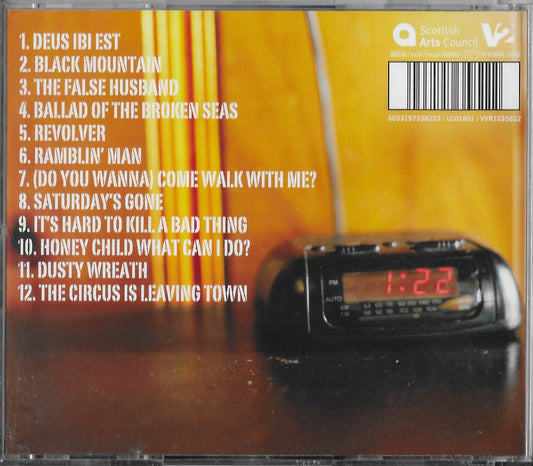 1. DEUS IBI EST
2. BLACK MOUNTAIN
3. THE FALSE HUSBAND
4. BALLAD OF THE BROKEN SEAS
5. REVOLVER
6. RAMBLIN' MAN
7. (DO YOU WANNA) COME WALK WITH ME?
8. SATURDAY'S GONE
9. IT'S HARD TO KILL A BAD THING
10. HONEY CHILD WHAT CAN I DO?
11. DUSTY WREATH
12. THE CIRCUS IS LEAVING TOWN
Scottish
Arts Council
V2
5033197358222 / LC01801 / VVR1035822
PM
1:22
AUTO
AM
FM